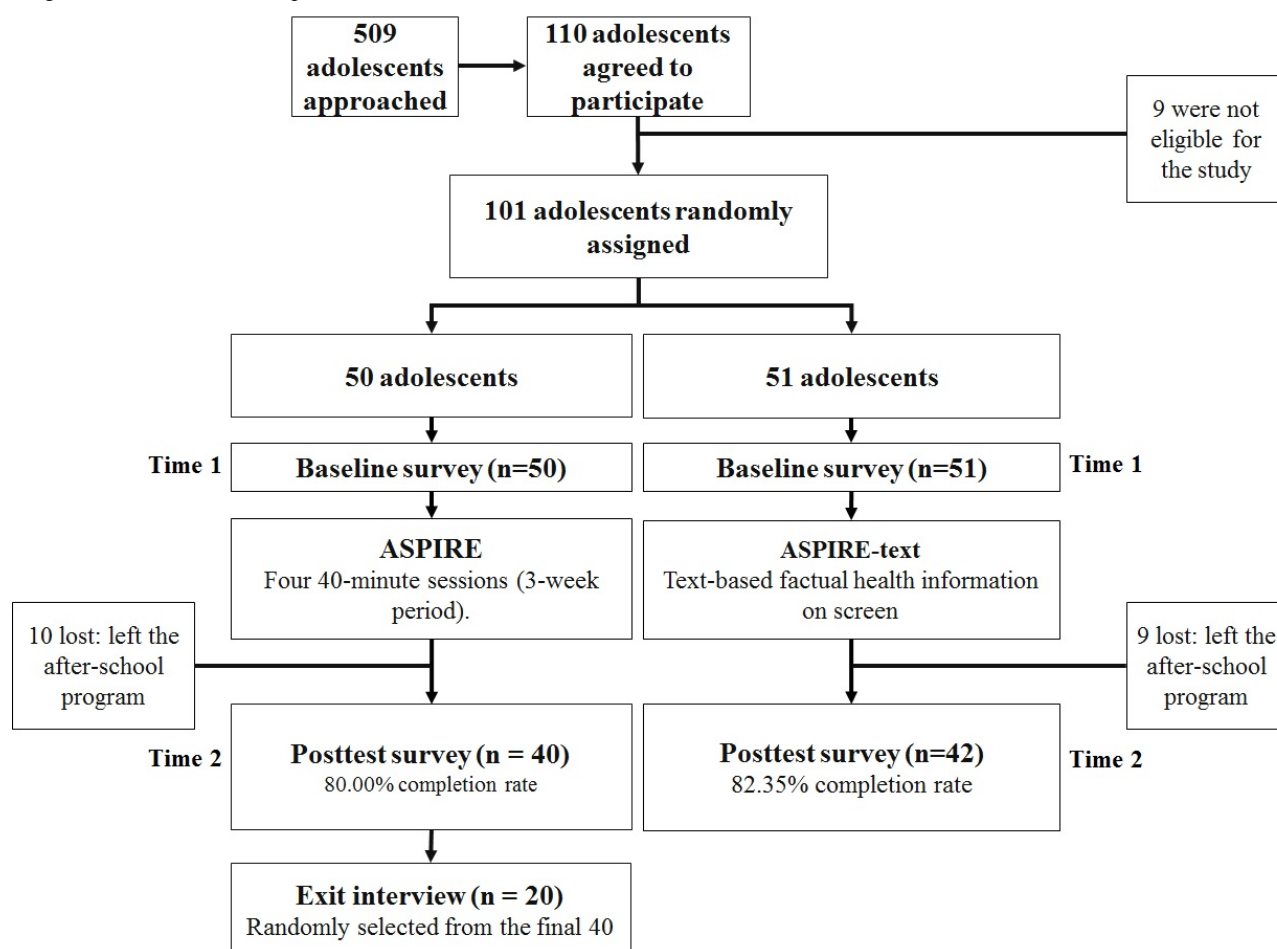 509
adolescents
approached
110 adolescents
agreed to
participate
9 were not
eligible for
the study
101 adolescents randomly
assigned
50 adolescents
51 adolescents
Time 1
Baseline survey (n=50)
Baseline survey (n=51)
Time 1
ASPIRE
Four 40-minute sessions (3-week
period).
ASPIRE-text
Text-based factual health information
on screen
10 lost: left the
after-school
program
9 lost: left the
after-school
program
Time 2
Posttest survey (n = 40)
80.00% completion rate
Posttest survey (n=42)
82.35% completion rate
Time 2
Exit interview (n = 20)
Randomly selected from the final 40